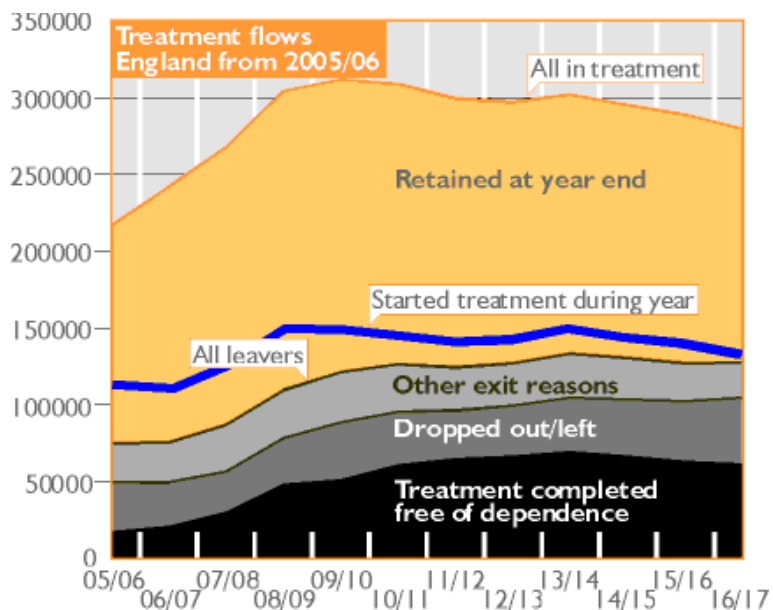 350000
Treatment flows
England from 2005/06
All in treatment
300000
Retained at year end
250000
200000
Started treatment during year
150000
All leavers
Other exit reasons
100000
Dropped out/left
50000
Treatment completed
free of dependence
0
05/06 07/08 09/10 11/12 13/14 15/16
06/07 08/09 10/11 12/13 14/15 16/17